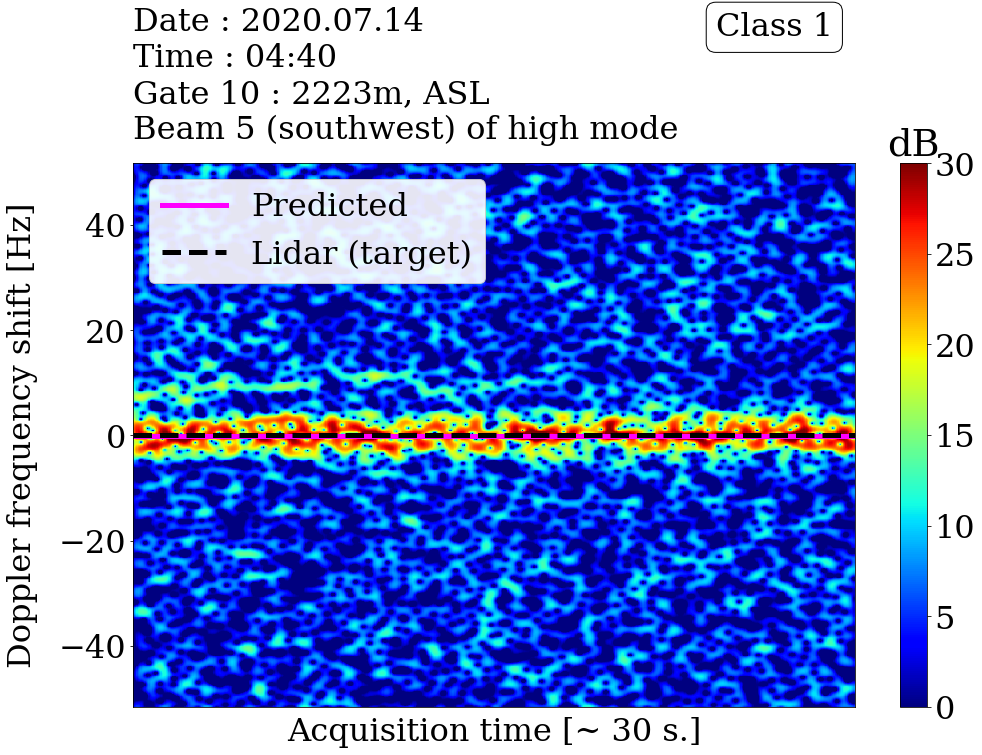 Date : 2020.07.14
Time : 04:40
Gate 10 : 2223m, ASL
Beam 5 (southwest) of high mode
Class 1
dB
Predicted
Lidar (target)
Doppler frequency shift [Hz]
40
20
0
−20
−40
Acquisition time [~ 30 s.]
30
25
20
15
10
5
0